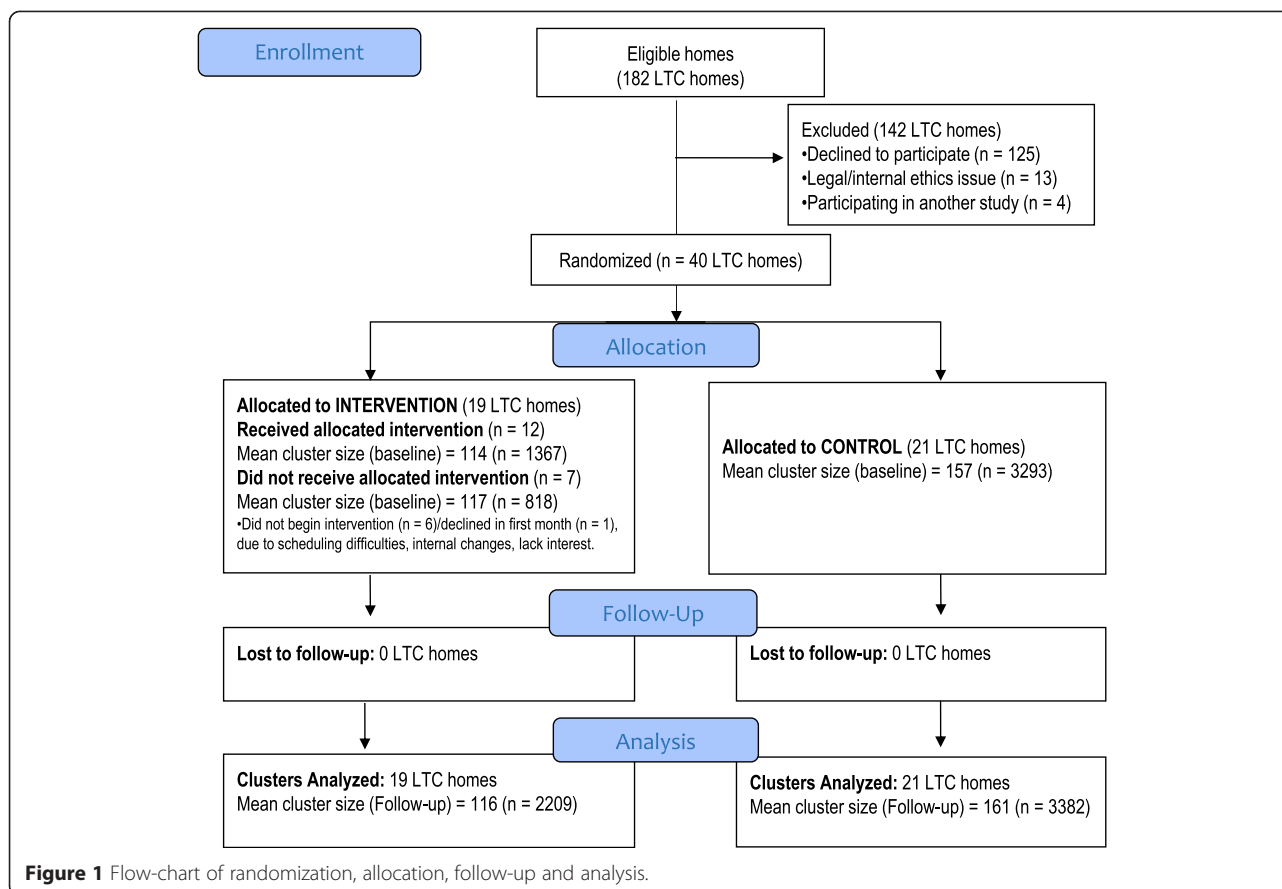 Enrollment
Eligible homes
(182 LTC homes)
Excluded (142 LTC homes)
•Declined to participate (n = 125)
•Legal/internal ethics issue (n = 13)
•Participating in another study (n = 4)
Randomized (n = 40 LTC homes)
Allocation
Allocated to INTERVENTION (19 LTC homes)
Received allocated intervention (n = 12)
Mean cluster size (baseline) = 114 (n = 1367)
Did not receive allocated intervention (n = 7)
Mean cluster size (baseline) = 117 (n = 818)
•Did not begin intervention (n = 6)/declined in first month (n = 1),
due to scheduling difficulties, internal changes, lack interest.
Allocated to CONTROL (21 LTC homes)
Mean cluster size (baseline) = 157 (n = 3293)
Follow-Up
Lost to follow-up: 0 LTC homes
Lost to follow-up: 0 LTC homes
Analysis
Clusters Analyzed: 19 LTC homes
Mean cluster size (Follow-up) = 116 (n = 2209)
Clusters Analyzed: 21 LTC homes
Mean cluster size (Follow-up) = 161 (n = 3382)
Figure 1 Flow-chart of randomization, allocation, follow-up and analysis.